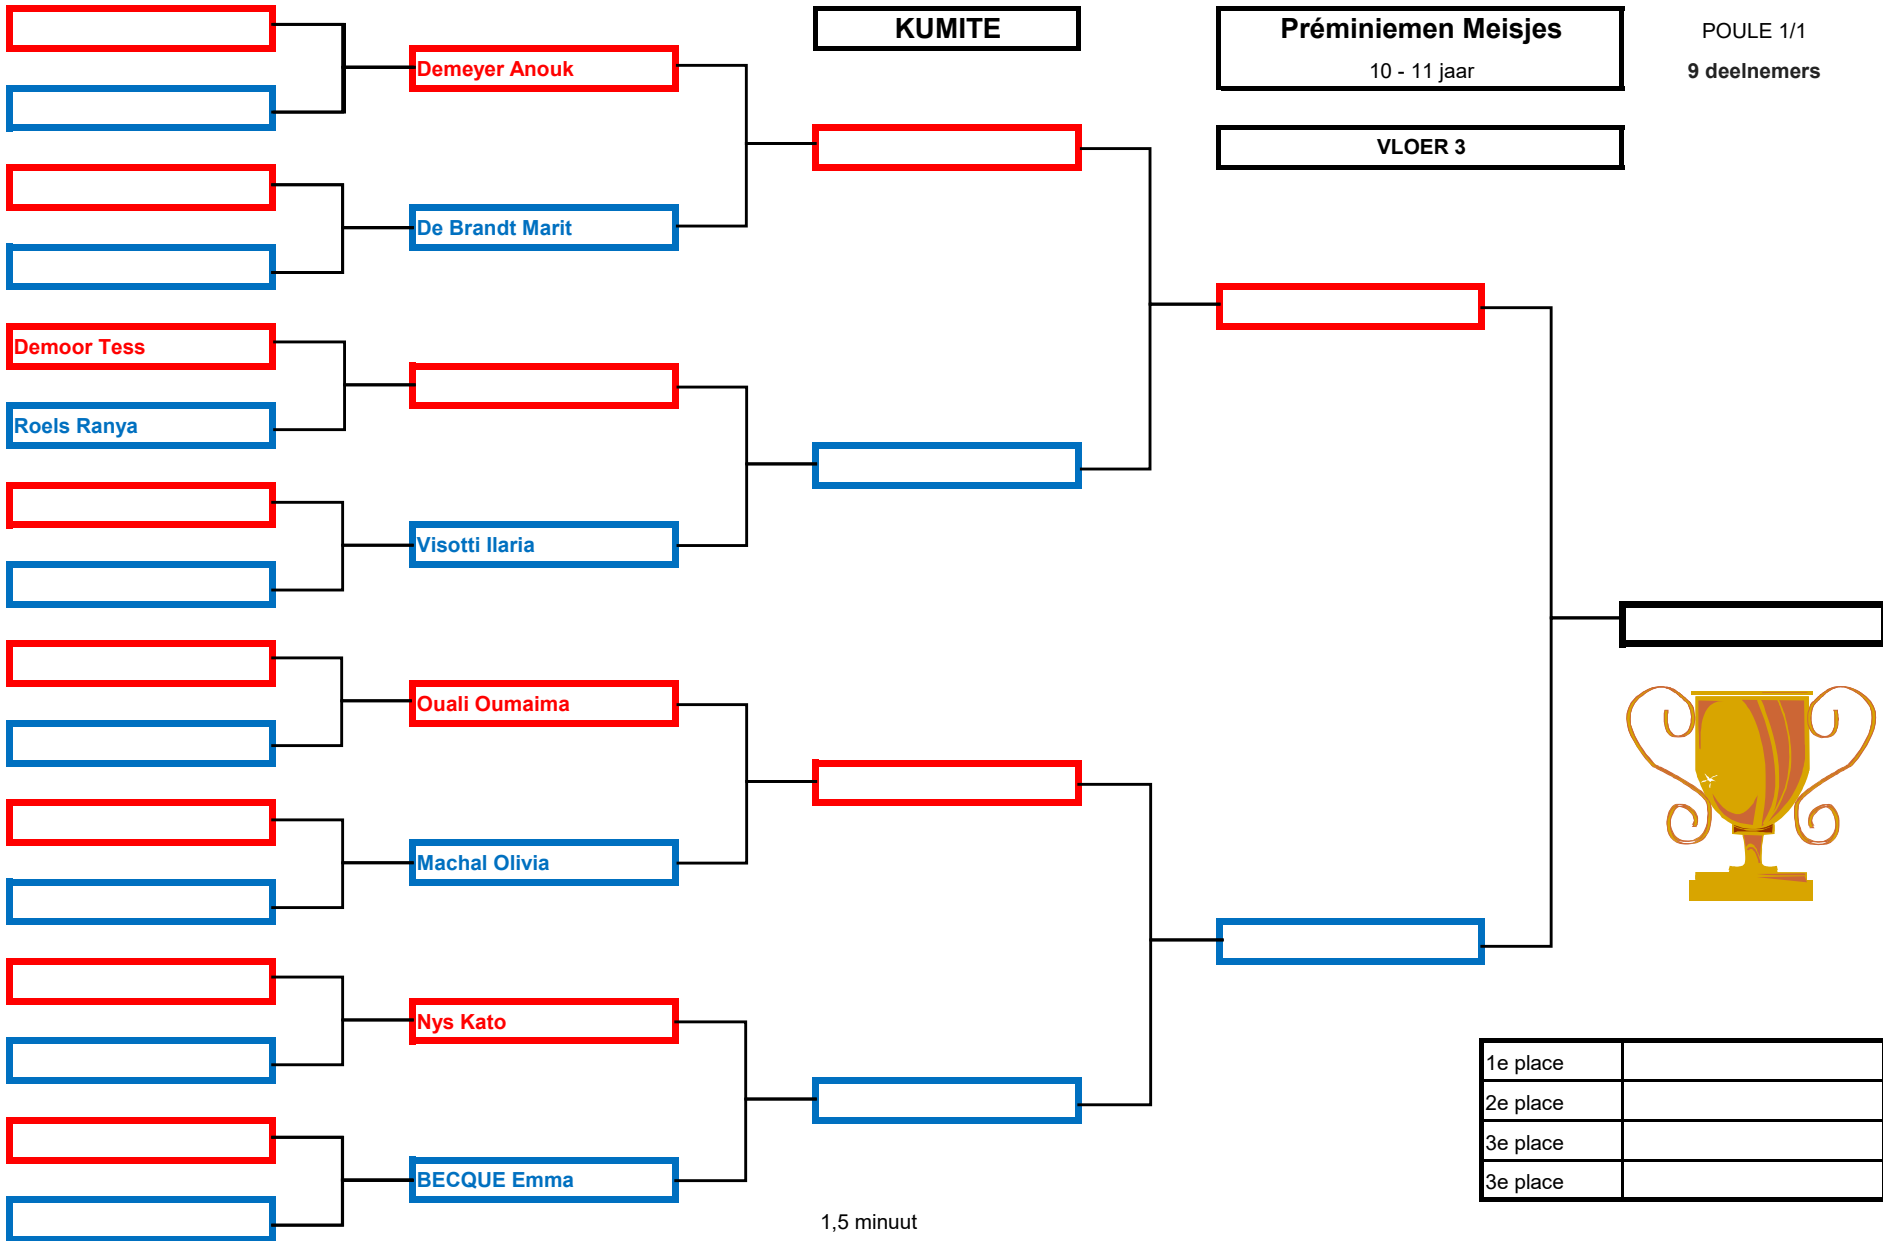 KUMITE
Préminiemen Meisjes
10 - 11 jaar
POULE 1/1
9 deelnemers
VLOER 3
Demeyer Anouk
De Brandt Marit
Demoor Tess
Roels Ranya
Visotti Ilaria
Ouali Oumaima
Machal Olivia
Nys Kato
BECQUE Emma
1,5 minuut
1e place
2e place
3e place
3e place